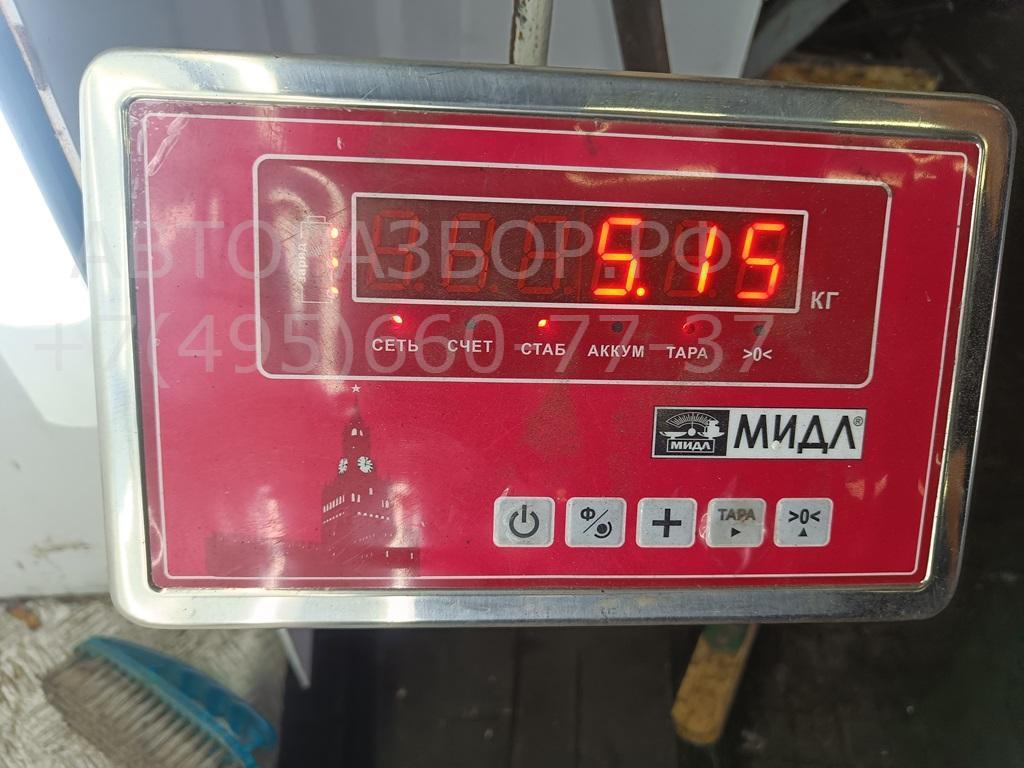 АВТОРАЗБОР.РФ
+7(495)660-77-37
заряд
5.15
КГ
СЕТЬ СЧЕТ СТАБ АККУМ ТАРА >0<
МИДЛ МИДЛ®
Ф ТАРА >0<